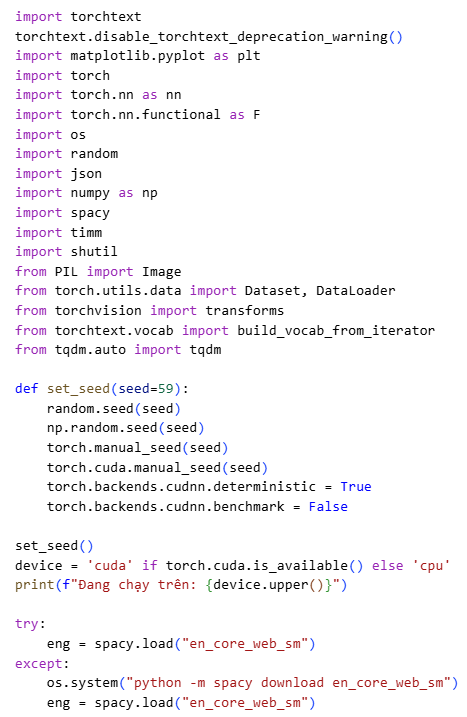 import torchtext
torchtext.disable_torchtext_deprecation_warning()
import matplotlib.pyplot as plt
import torch
import torch.nn as nn
import torch.nn.functional as F
import os
import random
import json
import numpy as np
import spacy
import timm
import shutil
from PIL import Image
from torch.utils.data import Dataset, DataLoader
from torchvision import transforms
from torchtext.vocab import build_vocab_from_iterator
from tqdm.auto import tqdm

def set_seed(seed=59):
    random.seed(seed)
    np.random.seed(seed)
    torch.manual_seed(seed)
    torch.cuda.manual_seed(seed)
    torch.backends.cudnn.deterministic = True
    torch.backends.cudnn.benchmark = False

set_seed()
device = 'cuda' if torch.cuda.is_available() else 'cpu'
print(f"Đang chạy trên: {device.upper()}")

try:
    eng = spacy.load("en_core_web_sm")
except:
    os.system("python -m spacy download en_core_web_sm")
    eng = spacy.load("en_core_web_sm")